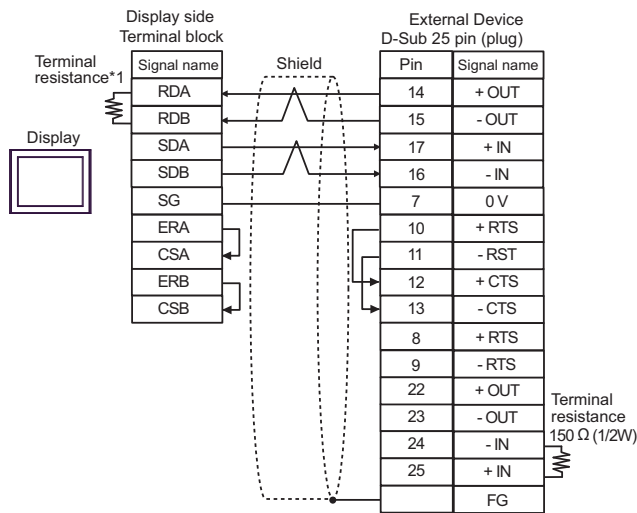 Display side
Terminal block
External Device
D-Sub 25 pin (plug)
Terminal
resistance*1
Signal name
Shield
Pin
Signal name
RDA
14
+ OUT
RDB
15
- OUT
Display
SDA
17
+ IN
SDB
16
- IN
SG
7
0 V
ERA
10
+ RTS
CSA
11
- RST
ERB
12
+ CTS
CSB
13
- CTS
8
+ RTS
9
- RTS
22
+ OUT
23
- OUT
24
- IN
25
+ IN
FG
Terminal
resistance
150 Ω (1/2W)